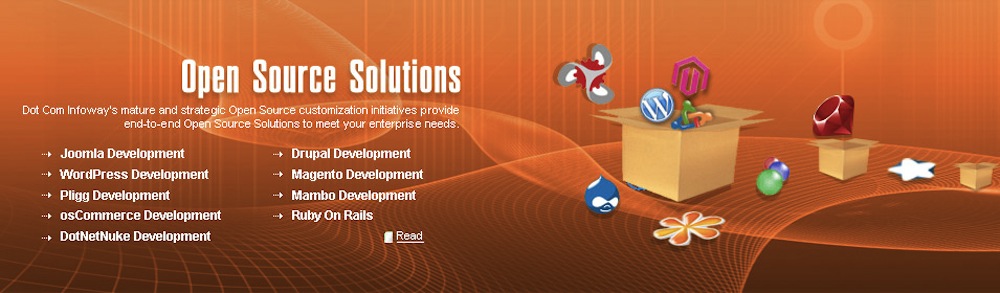 Open Source Solutions
Dot Com Infoway's mature and strategic Open Source customization initiatives provide
end-to-end Open Source Solutions to meet your enterprise needs.
Joomla Development
WordPress Development
Pligg Development
osCommerce Development
DotNetNuke Development
Drupal Development
Magento Development
Mambo Development
Ruby On Rails
Read